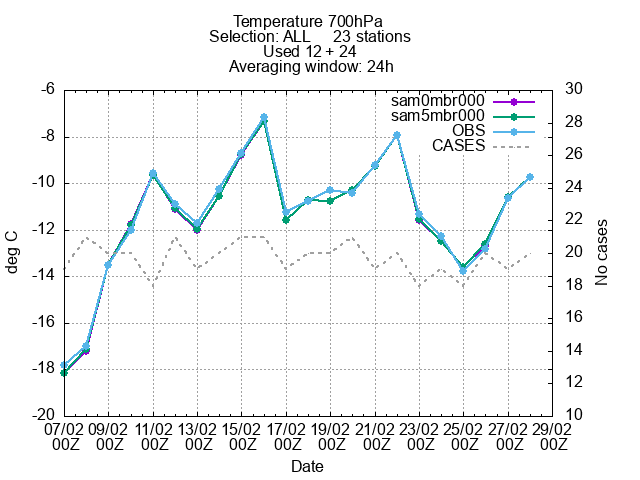 Temperature 700hPa
Selection: ALL 23 stations
Used 12 + 24
Averaging window: 24h
sam0mbr000
sam5mbr000
OBS
CASES
-6
-8
-10
-12
-14
-16
-18
-20
deg C
30
28
26
24
22
20
18
16
14
12
10
No cases
07/02 09/02 11/02 13/02 15/02 17/02 19/02 21/02 23/02 25/02 27/02 29/02
00Z 00Z 00Z 00Z 00Z 00Z 00Z 00Z 00Z 00Z 00Z 00Z
Date